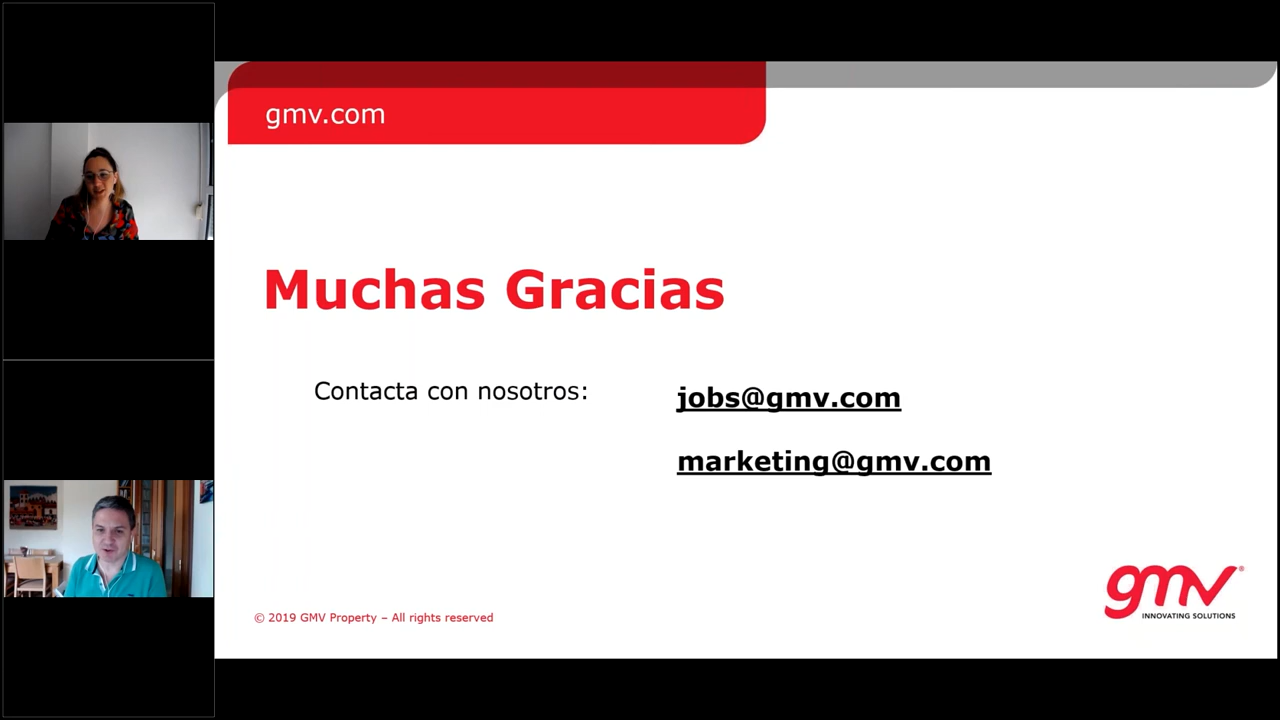 gmv.com
Muchas Gracias
Contacta con nosotros:
jobs@gmv.com
marketing@gmv.com
© 2019 GMV Property – All rights reserved
gmv®
INNOVATING SOLUTIONS